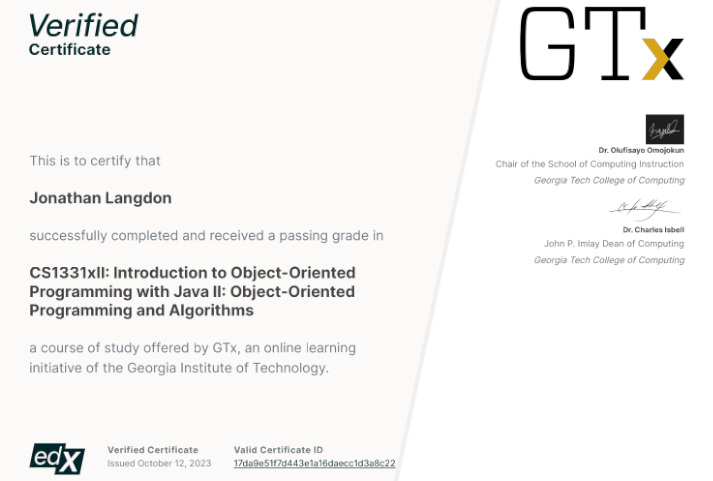 Verified
Certificate
This is to certify that
Jonathan Langdon
successfully completed and received a passing grade in
CS1331xII: Introduction to Object-Oriented
Programming with Java II: Object-Oriented
Programming and Algorithms
a course of study offered by GTx, an online learning
initiative of the Georgia Institute of Technology.
edX
Verified Certificate
Issued October 12, 2023
Valid Certificate ID
17da9e51f7d443e1a16daecc1d3a8c22
GTx
Dr. Olufisayo Omojokun
Chair of the School of Computing Instruction
Georgia Tech College of Computing
Dr. Charles Isbell
John P. Imlay Dean of Computing
Georgia Tech College of Computing